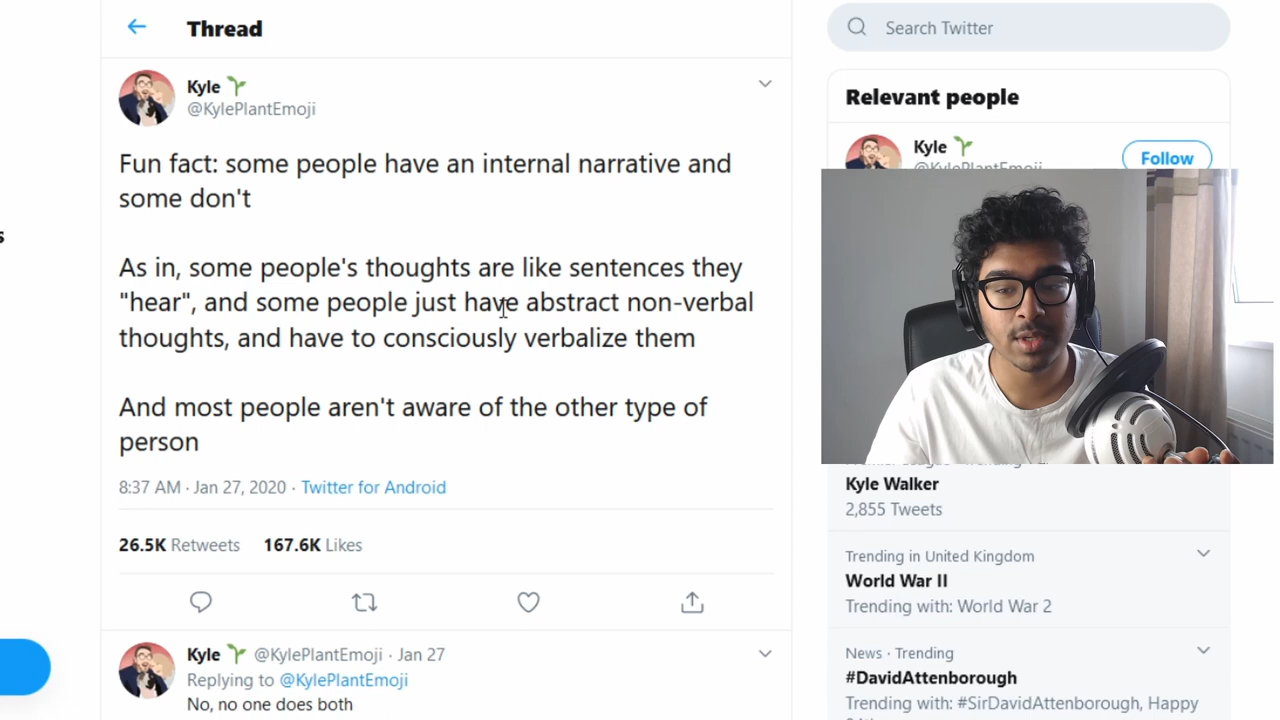 Thread
Kyle
@KylePlantEmoji
Fun fact: some people have an internal narrative and
some don't
As in, some people's thoughts are like sentences they
"hear", and some people just have abstract non-verbal
thoughts, and have to consciously verbalize them
And most people aren't aware of the other type of
person
8:37 AM · Jan 27, 2020 · Twitter for Android
26.5K Retweets 167.6K Likes
Kyle @KylePlantEmoji · Jan 27
Replying to @KylePlantEmoji
No, no one does both
Search Twitter
Relevant people
Kyle
@KylePlantEmoji
Follow
Kyle Walker
2,855 Tweets
Trending in United Kingdom
World War II
Trending with: World War 2
News · Trending
#DavidAttenborough
Trending with: #SirDavidAttenborough, Happy